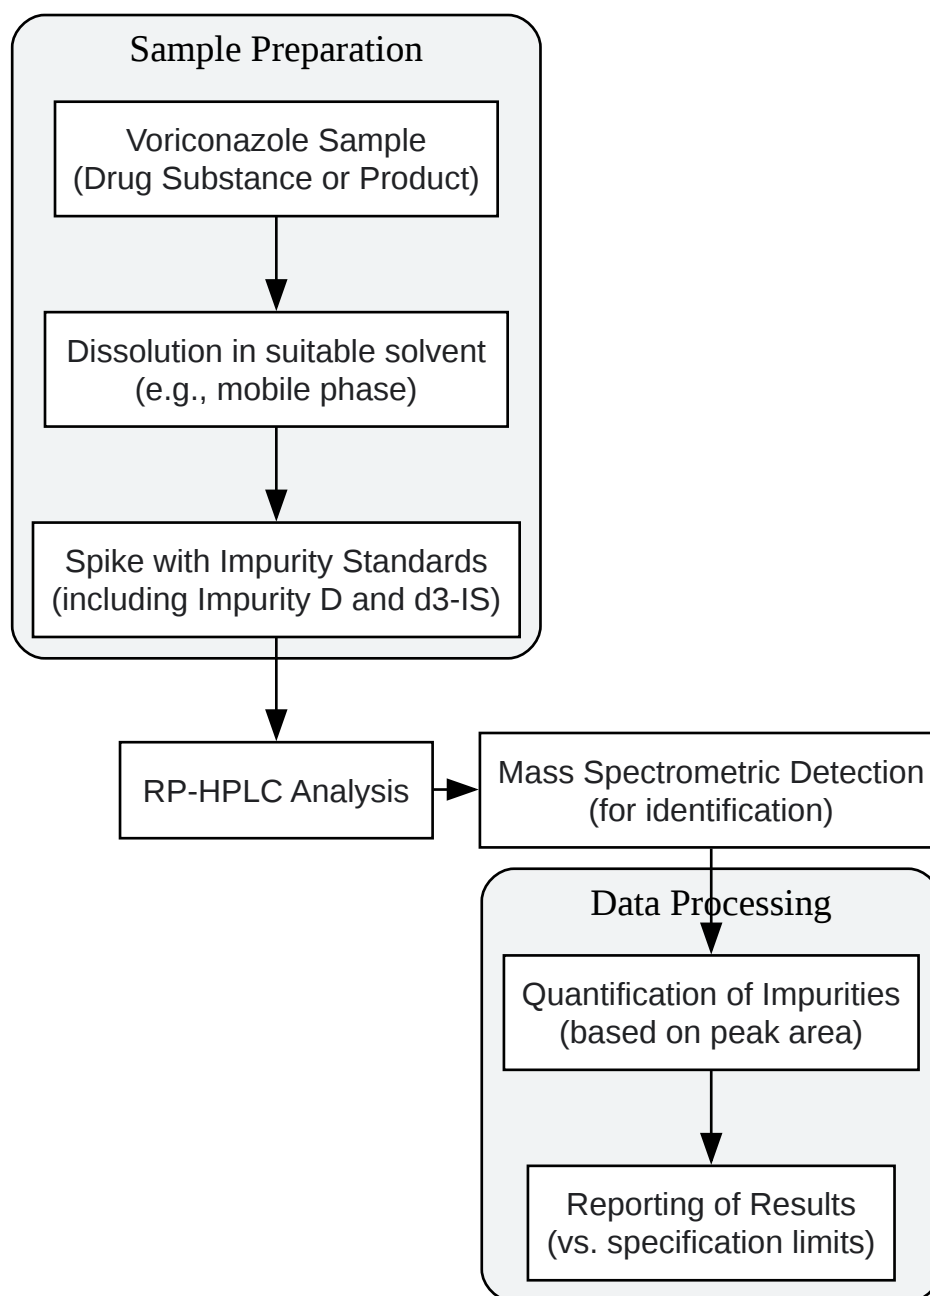 Sample Preparation
Voriconazole Sample
(Drug Substance or Product)
Dissolution in suitable solvent
(e.g., mobile phase)
Spike with Impurity Standards
(including Impurity D and d3-IS)
RP-HPLC Analysis
Mass Spectrometric Detection
(for identification)
Data Processing
Quantification of Impurities
(based on peak area)
Reporting of Results
(vs. specification limits)